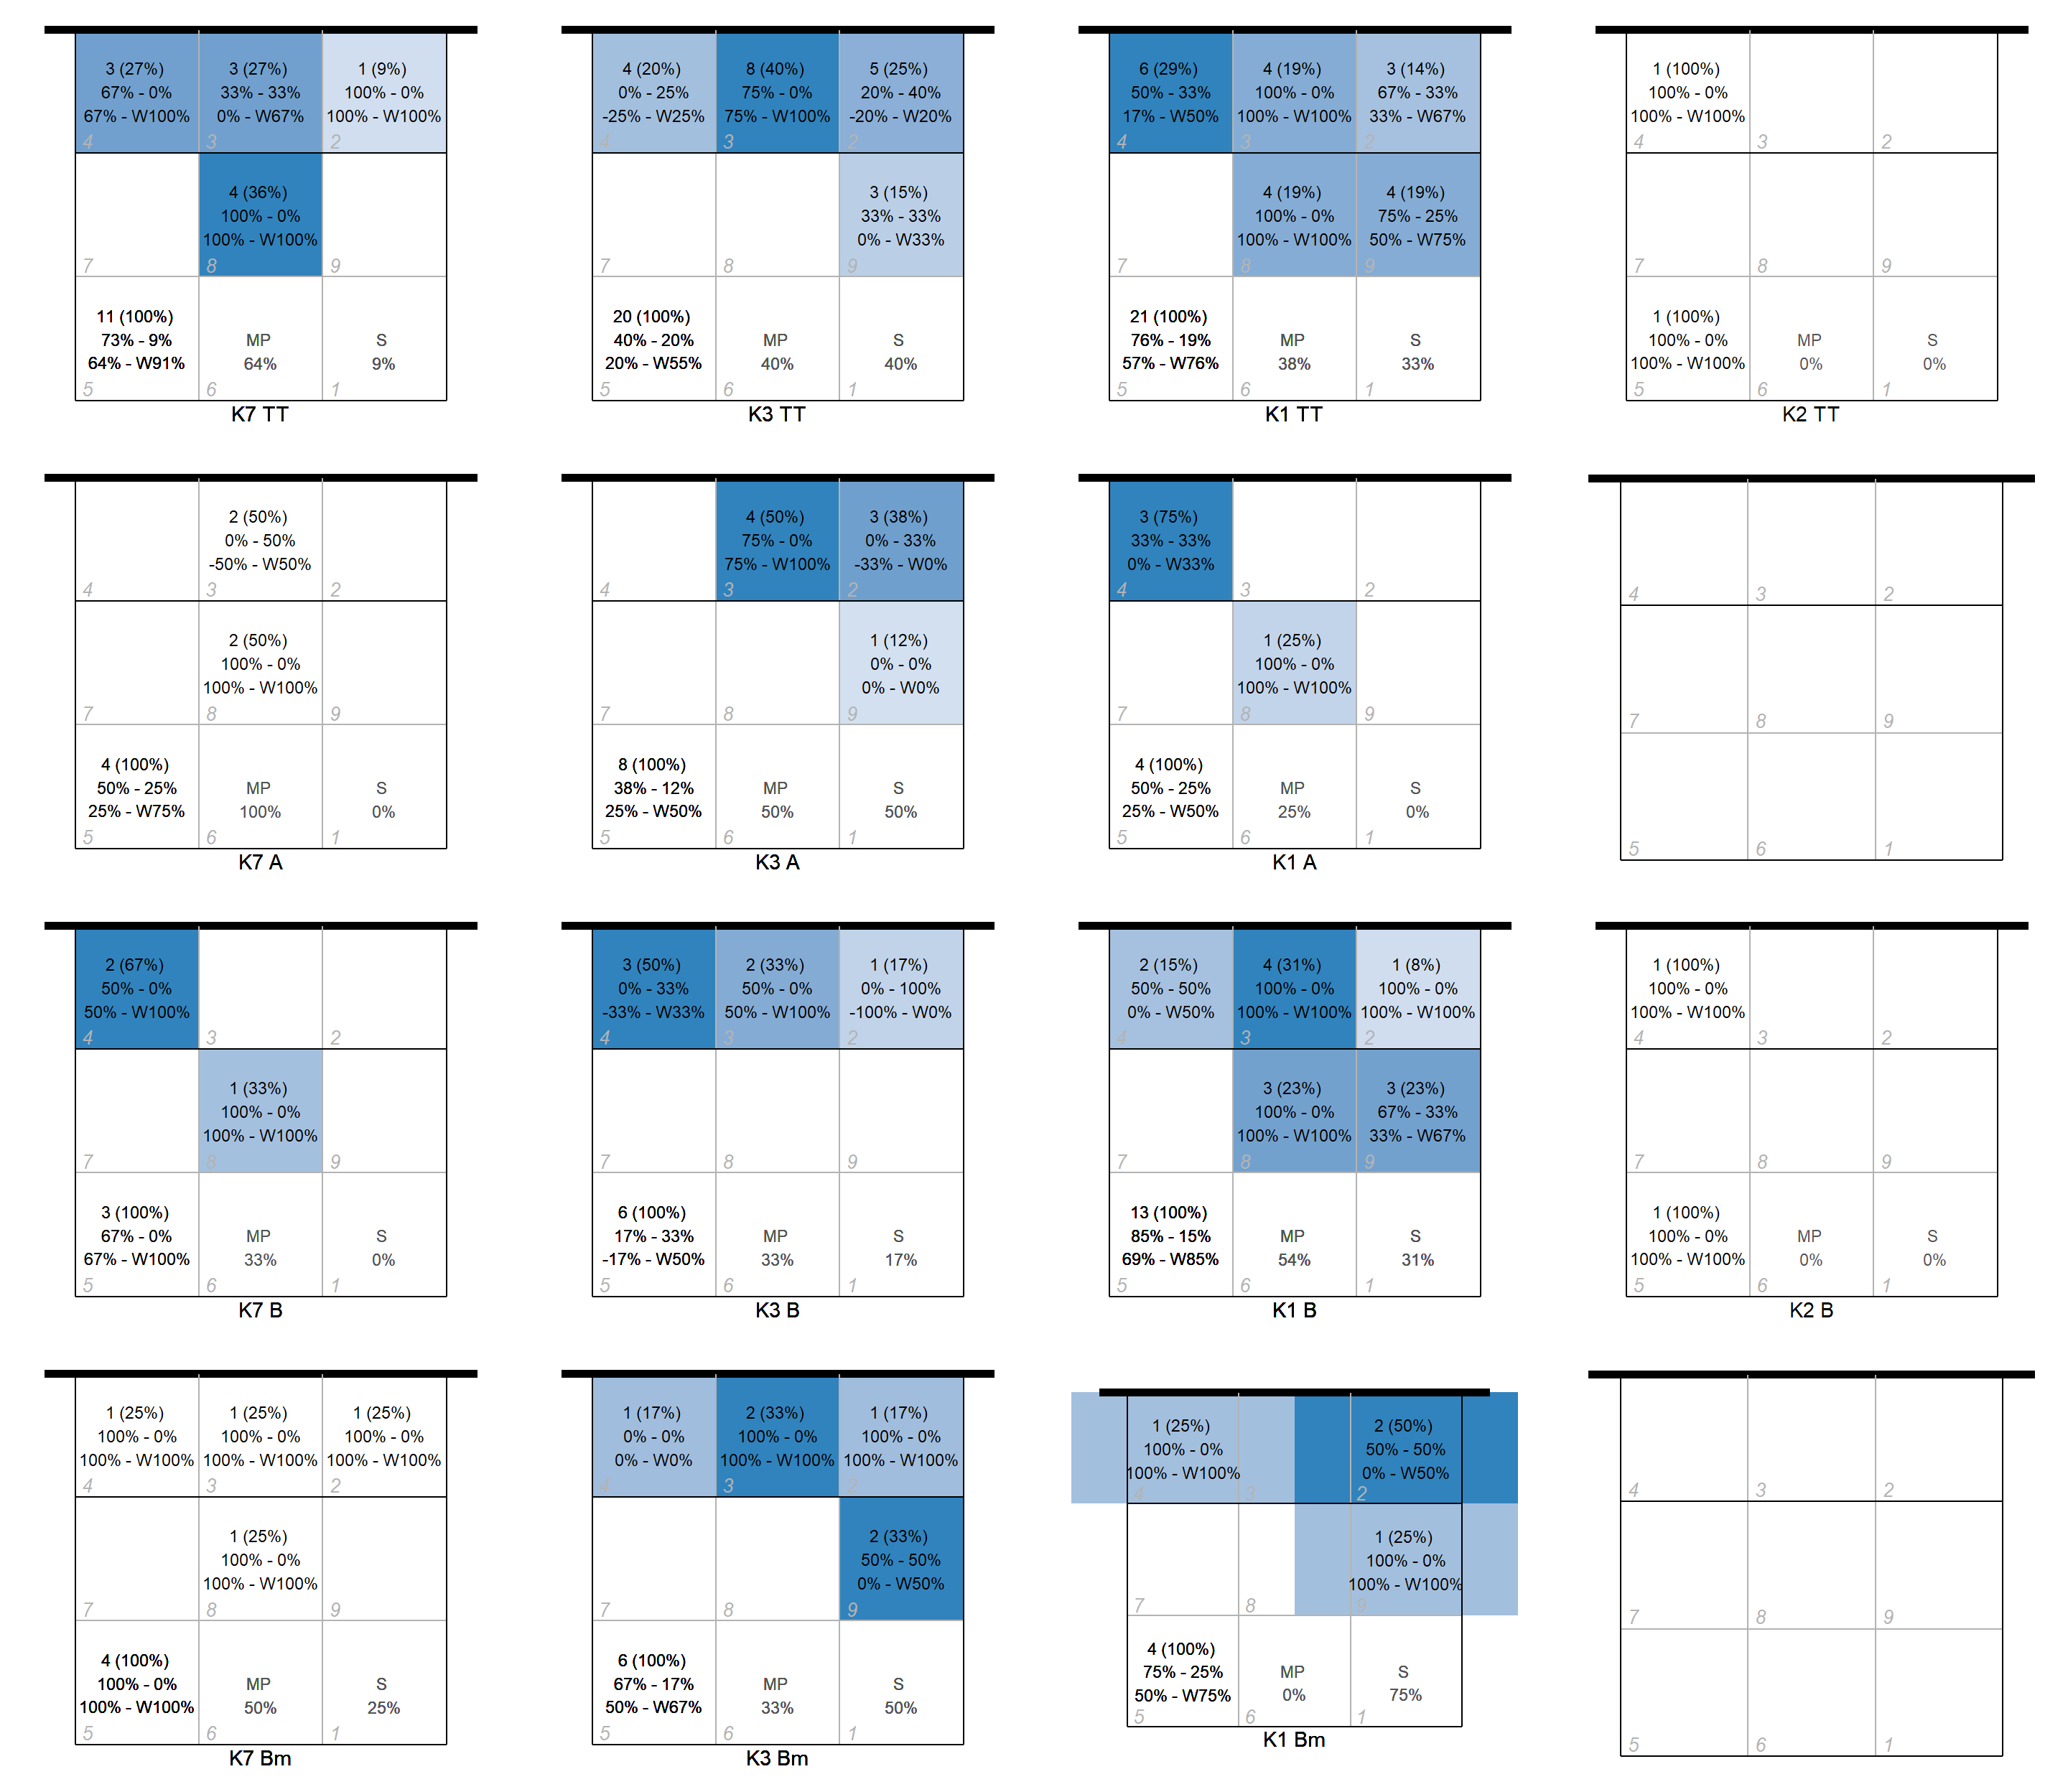 3 (27%)
67% - 0%
67% - W100%
4
3 (27%)
33% - 33%
0% - W67%
3
1 (9%)
100% - 0%
100% - W100%
2
7
4 (36%)
100% - 0%
100% - W100%
8
9
11 (100%)
73% - 9%
64% - W91%
5
MP
64%
6
S
9%
1
K7 TT
4 (20%)
0% - 25%
-25% - W25%
4
8 (40%)
75% - 0%
75% - W100%
3
5 (25%)
20% - 40%
-20% - W20%
2
7
8
3 (15%)
33% - 33%
0% - W33%
9
20 (100%)
40% - 20%
20% - W55%
5
MP
40%
6
S
40%
1
K3 TT
6 (29%)
50% - 33%
17% - W50%
4
4 (19%)
100% - 0%
100% - W100%
3
3 (14%)
67% - 33%
33% - W67%
2
7
4 (19%)
100% - 0%
100% - W100%
8
4 (19%)
75% - 25%
50% - W75%
9
21 (100%)
76% - 19%
57% - W76%
5
MP
38%
6
S
33%
1
K1 TT
1 (100%)
100% - 0%
100% - W100%
4
3
2
7
8
9
1 (100%)
100% - 0%
100% - W100%
5
MP
0%
6
S
0%
1
K2 TT
4
2 (50%)
0% - 50%
-50% - W50%
3
2
7
2 (50%)
100% - 0%
100% - W100%
8
9
4 (100%)
50% - 25%
25% - W75%
5
MP
100%
6
S
0%
1
K7 A
4
4 (50%)
75% - 0%
75% - W100%
3
3 (38%)
0% - 33%
-33% - W0%
2
7
8
1 (12%)
0% - 0%
0% - W0%
9
8 (100%)
38% - 12%
25% - W50%
5
MP
50%
6
S
50%
1
K3 A
3 (75%)
33% - 33%
0% - W33%
4
3
2
7
1 (25%)
100% - 0%
100% - W100%
8
9
4 (100%)
50% - 25%
25% - W50%
5
MP
25%
6
S
0%
1
K1 A
4
3
2
7
8
9
5
6
1
2 (67%)
50% - 0%
50% - W100%
4
3
2
7
1 (33%)
100% - 0%
100% - W100%
8
9
3 (100%)
67% - 0%
67% - W100%
5
MP
33%
6
S
0%
1
K7 B
3 (50%)
0% - 33%
-33% - W33%
4
2 (33%)
50% - 0%
50% - W100%
3
1 (17%)
0% - 100%
-100% - W0%
2
7
8
9
6 (100%)
17% - 33%
-17% - W50%
5
MP
33%
6
S
17%
1
K3 B
2 (15%)
50% - 50%
0% - W50%
4
4 (31%)
100% - 0%
100% - W100%
3
1 (8%)
100% - 0%
100% - W100%
2
7
3 (23%)
100% - 0%
100% - W100%
8
3 (23%)
67% - 33%
33% - W67%
9
13 (100%)
85% - 15%
69% - W85%
5
MP
54%
6
S
31%
1
K1 B
1 (100%)
100% - 0%
100% - W100%
4
3
2
7
8
9
1 (100%)
100% - 0%
100% - W100%
5
MP
0%
6
S
0%
1
K2 B
1 (25%)
100% - 0%
100% - W100%
4
1 (25%)
100% - 0%
100% - W100%
3
1 (25%)
100% - 0%
100% - W100%
2
7
1 (25%)
100% - 0%
100% - W100%
8
9
4 (100%)
100% - 0%
100% - W100%
5
MP
50%
6
S
25%
1
K7 Bm
1 (17%)
0% - 0%
0% - W0%
4
2 (33%)
100% - 0%
100% - W100%
3
1 (17%)
100% - 0%
100% - W100%
2
7
8
2 (33%)
50% - 50%
0% - W50%
9
6 (100%)
67% - 17%
50% - W67%
5
MP
33%
6
S
50%
1
K3 Bm
1 (25%)
100% - 0%
100% - W100%
4
3
2 (50%)
50% - 50%
0% - W50%
2
7
8
1 (25%)
100% - 0%
100% - W100%
9
4 (100%)
75% - 25%
50% - W75%
5
MP
0%
6
S
75%
1
K1 Bm
4
3
2
7
8
9
5
6
1